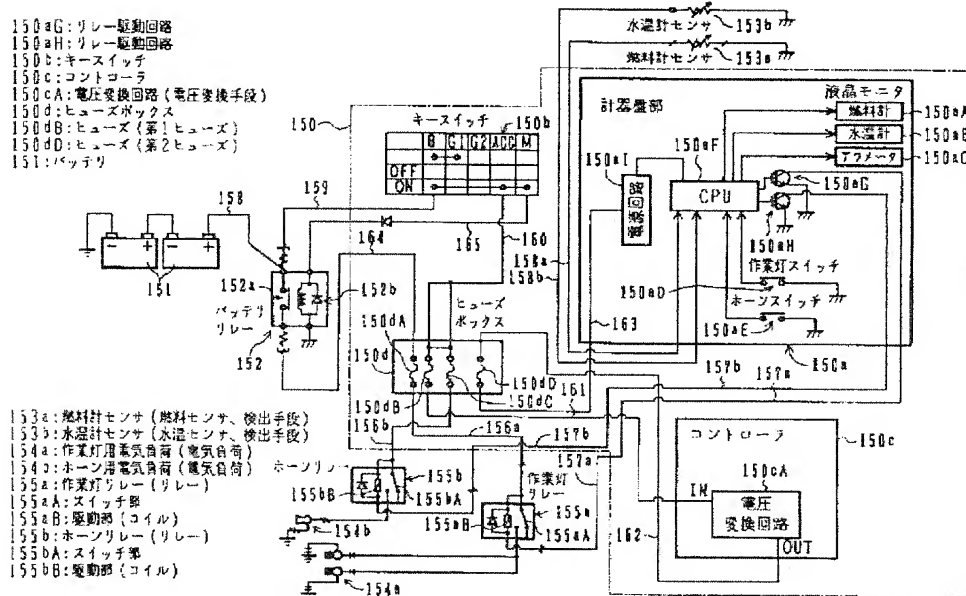 150aG:リレー駆動回路
150aH:リレー駆動回路
150b:キースイッチ
150c:コントローラ
150cA:電圧変換回路(電圧変換手段)
150d:ヒューズボックス
150dB:ヒューズ(第1ヒューズ)
150dD:ヒューズ(第2ヒューズ)
151:バッテリ
水温計センサ
153b
燃料計センサ
153a
液晶モニタ
計器盤部
燃料計
150aA
水温計
150aB
アワメータ
150aC
150
キースイッチ
150b
B G1 G2 ACC M
OFF
ON
150aI
150aF
CPU
150aG
150aH
159
158
164
165
160
158a
158b
作業灯スイッチ
150aD
ホーンスイッチ
150aE
163
150a
- + - +
151
152a
152b
バッテリ
リレー
152
ヒューズ
ボックス
150dA
150d
150dB
150dC
150dD
161
157b
157a
153a:燃料計センサ(燃料センサ、検出手段)
153b:水温計センサ(水温センサ、検出手段)
154a:作業灯用電気負荷(電気負荷)
154b:ホーン用電気負荷(電気負荷)
155a:作業灯リレー(リレー)
155aA:スイッチ部
155aB:駆動部(コイル)
155b:ホーンリレー(リレー)
155bA:スイッチ部
155bB:駆動部(コイル)
156b
156a
157b
157a
ホーンリレー
155b
155bB
155bA
154b
作業灯
リレー
155a
155aB
155aA
154a
162
コントローラ
150c
150cA
IN
電圧
変換回路
OUT